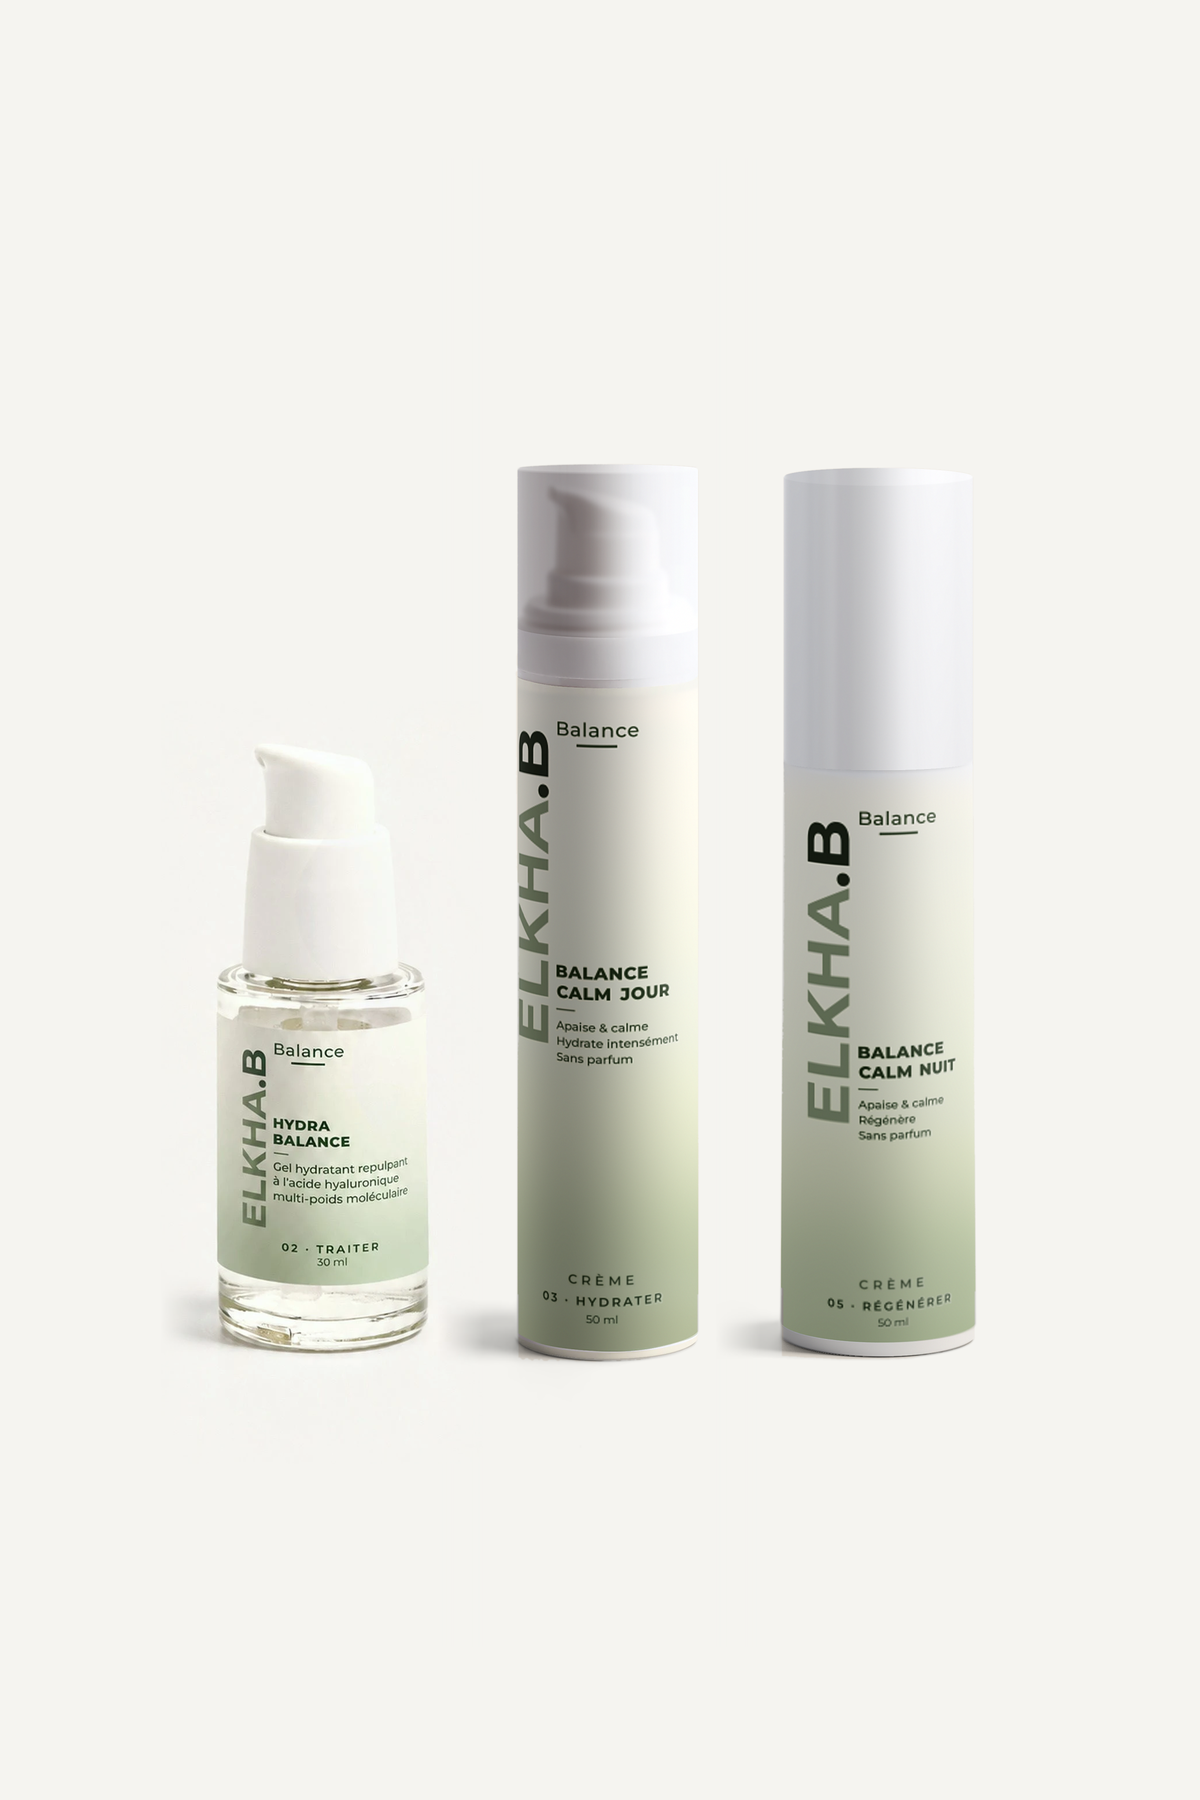 ELKHA.B
Balance
HYDRA
BALANCE
Gel hydratant repulpant
à l'acide hyaluronique
multi-poids moléculaire
02 · TRAITER
30 ml
ELKHA.B
Balance
BALANCE
CALM JOUR
Apaise & calme
Hydrate intensément
Sans parfum
CRÈME
03 · HYDRATER
50 ml
ELKHA.B
Balance
BALANCE
CALM NUIT
Apaise & calme
Régénère
Sans parfum
CRÈME
05 · RÉGÉNÉRER
50 ml